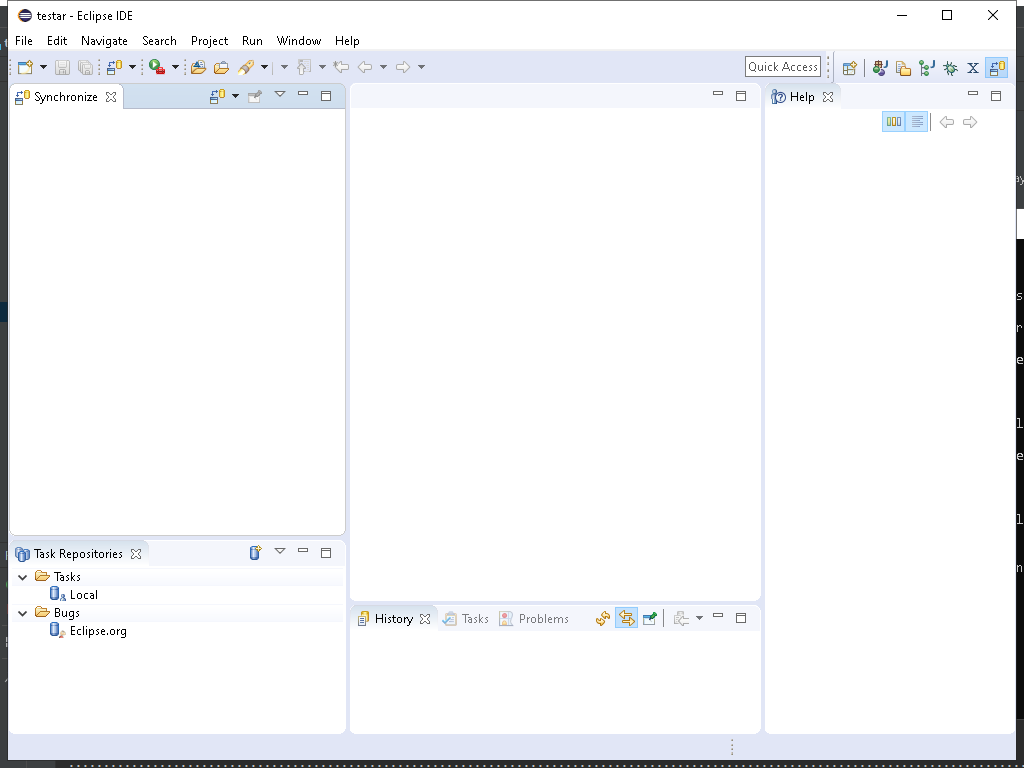 testar - Eclipse IDE
File Edit Navigate Search Project Run Window Help
Quick Access
Synchronize
Help
Task Repositories
Tasks
Local
Bugs
Eclipse.org
History Tasks Problems